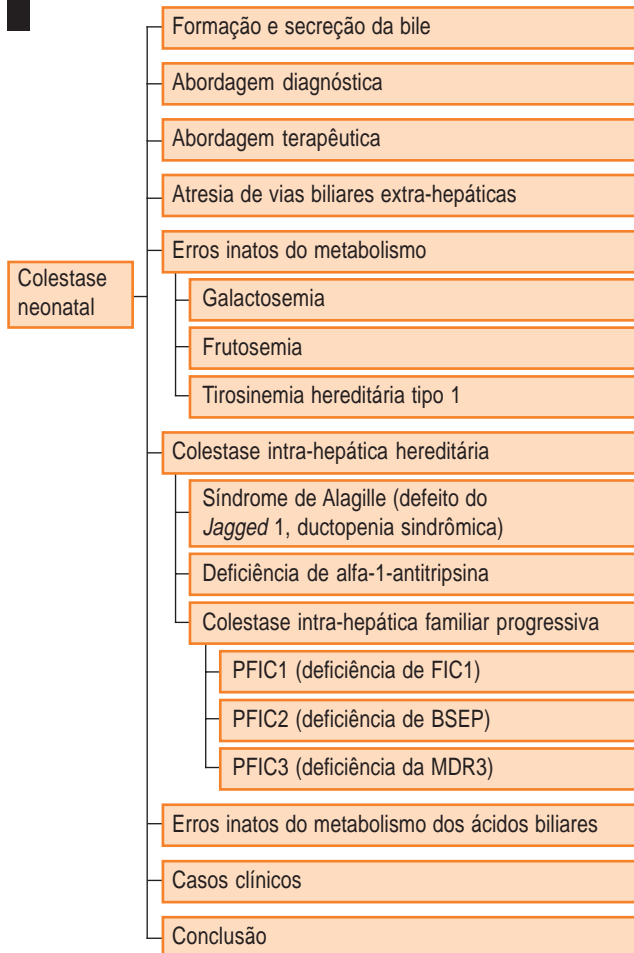 Formação e secreção da bile
Abordagem diagnóstica
Abordagem terapêutica
Atresia de vias biliares extra-hepáticas
Erros inatos do metabolismo
Colestase
neonatal
Galactosemia
Frutosemia
Tirosinemia hereditária tipo 1
Colestase intra-hepática hereditária
Síndrome de Alagille (defeito do
Jagged 1, ductopenia sindrômica)
Deficiência de alfa-1-antitripsina
Colestase intra-hepática familiar progressiva
PFIC1 (deficiência de FIC1)
PFIC2 (deficiência de BSEP)
PFIC3 (deficiência da MDR3)
Erros inatos do metabolismo dos ácidos biliares
Casos clínicos
Conclusão